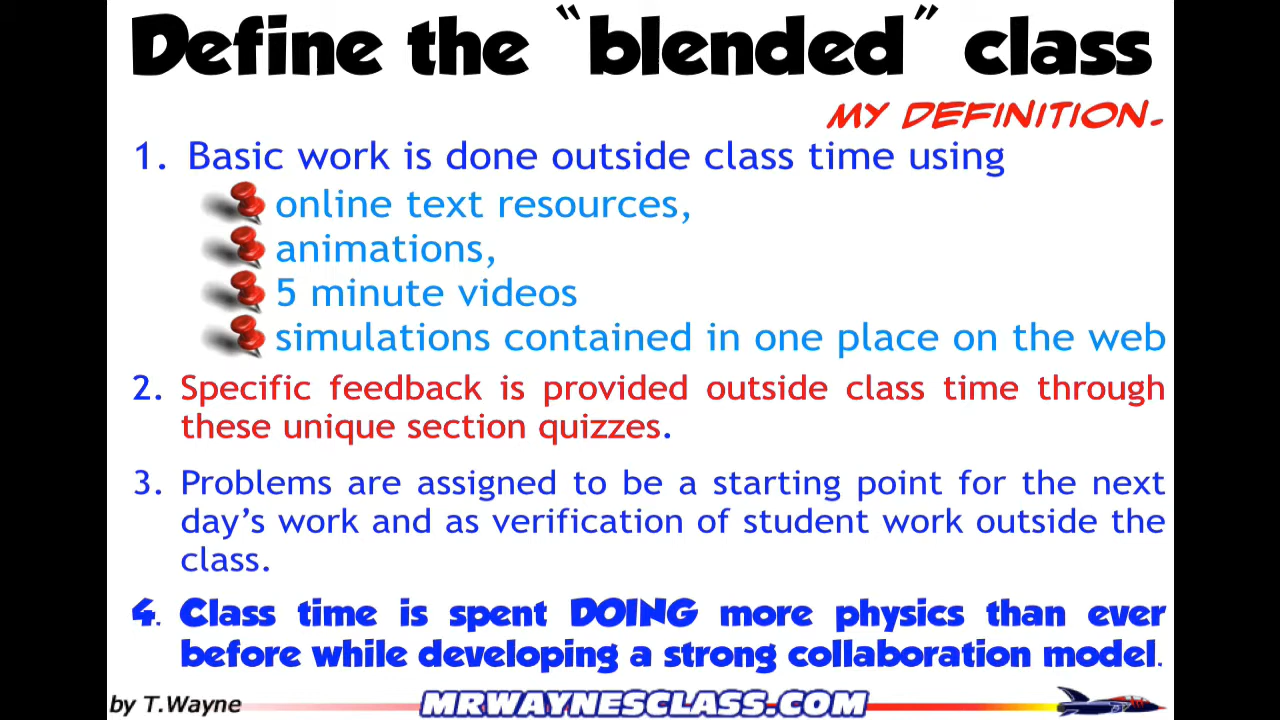 Define the “blended” class
MY DEFINITION.
1. Basic work is done outside class time using
online text resources,
animations,
5 minute videos
simulations contained in one place on the web
2. Specific feedback is provided outside class time through
these unique section quizzes.
3. Problems are assigned to be a starting point for the next
day’s work and as verification of student work outside the
class.
4. Class time is spent DOING more physics than ever
before while developing a strong collaboration model.
by T.Wayne
MRWAYNESCLASS.COM